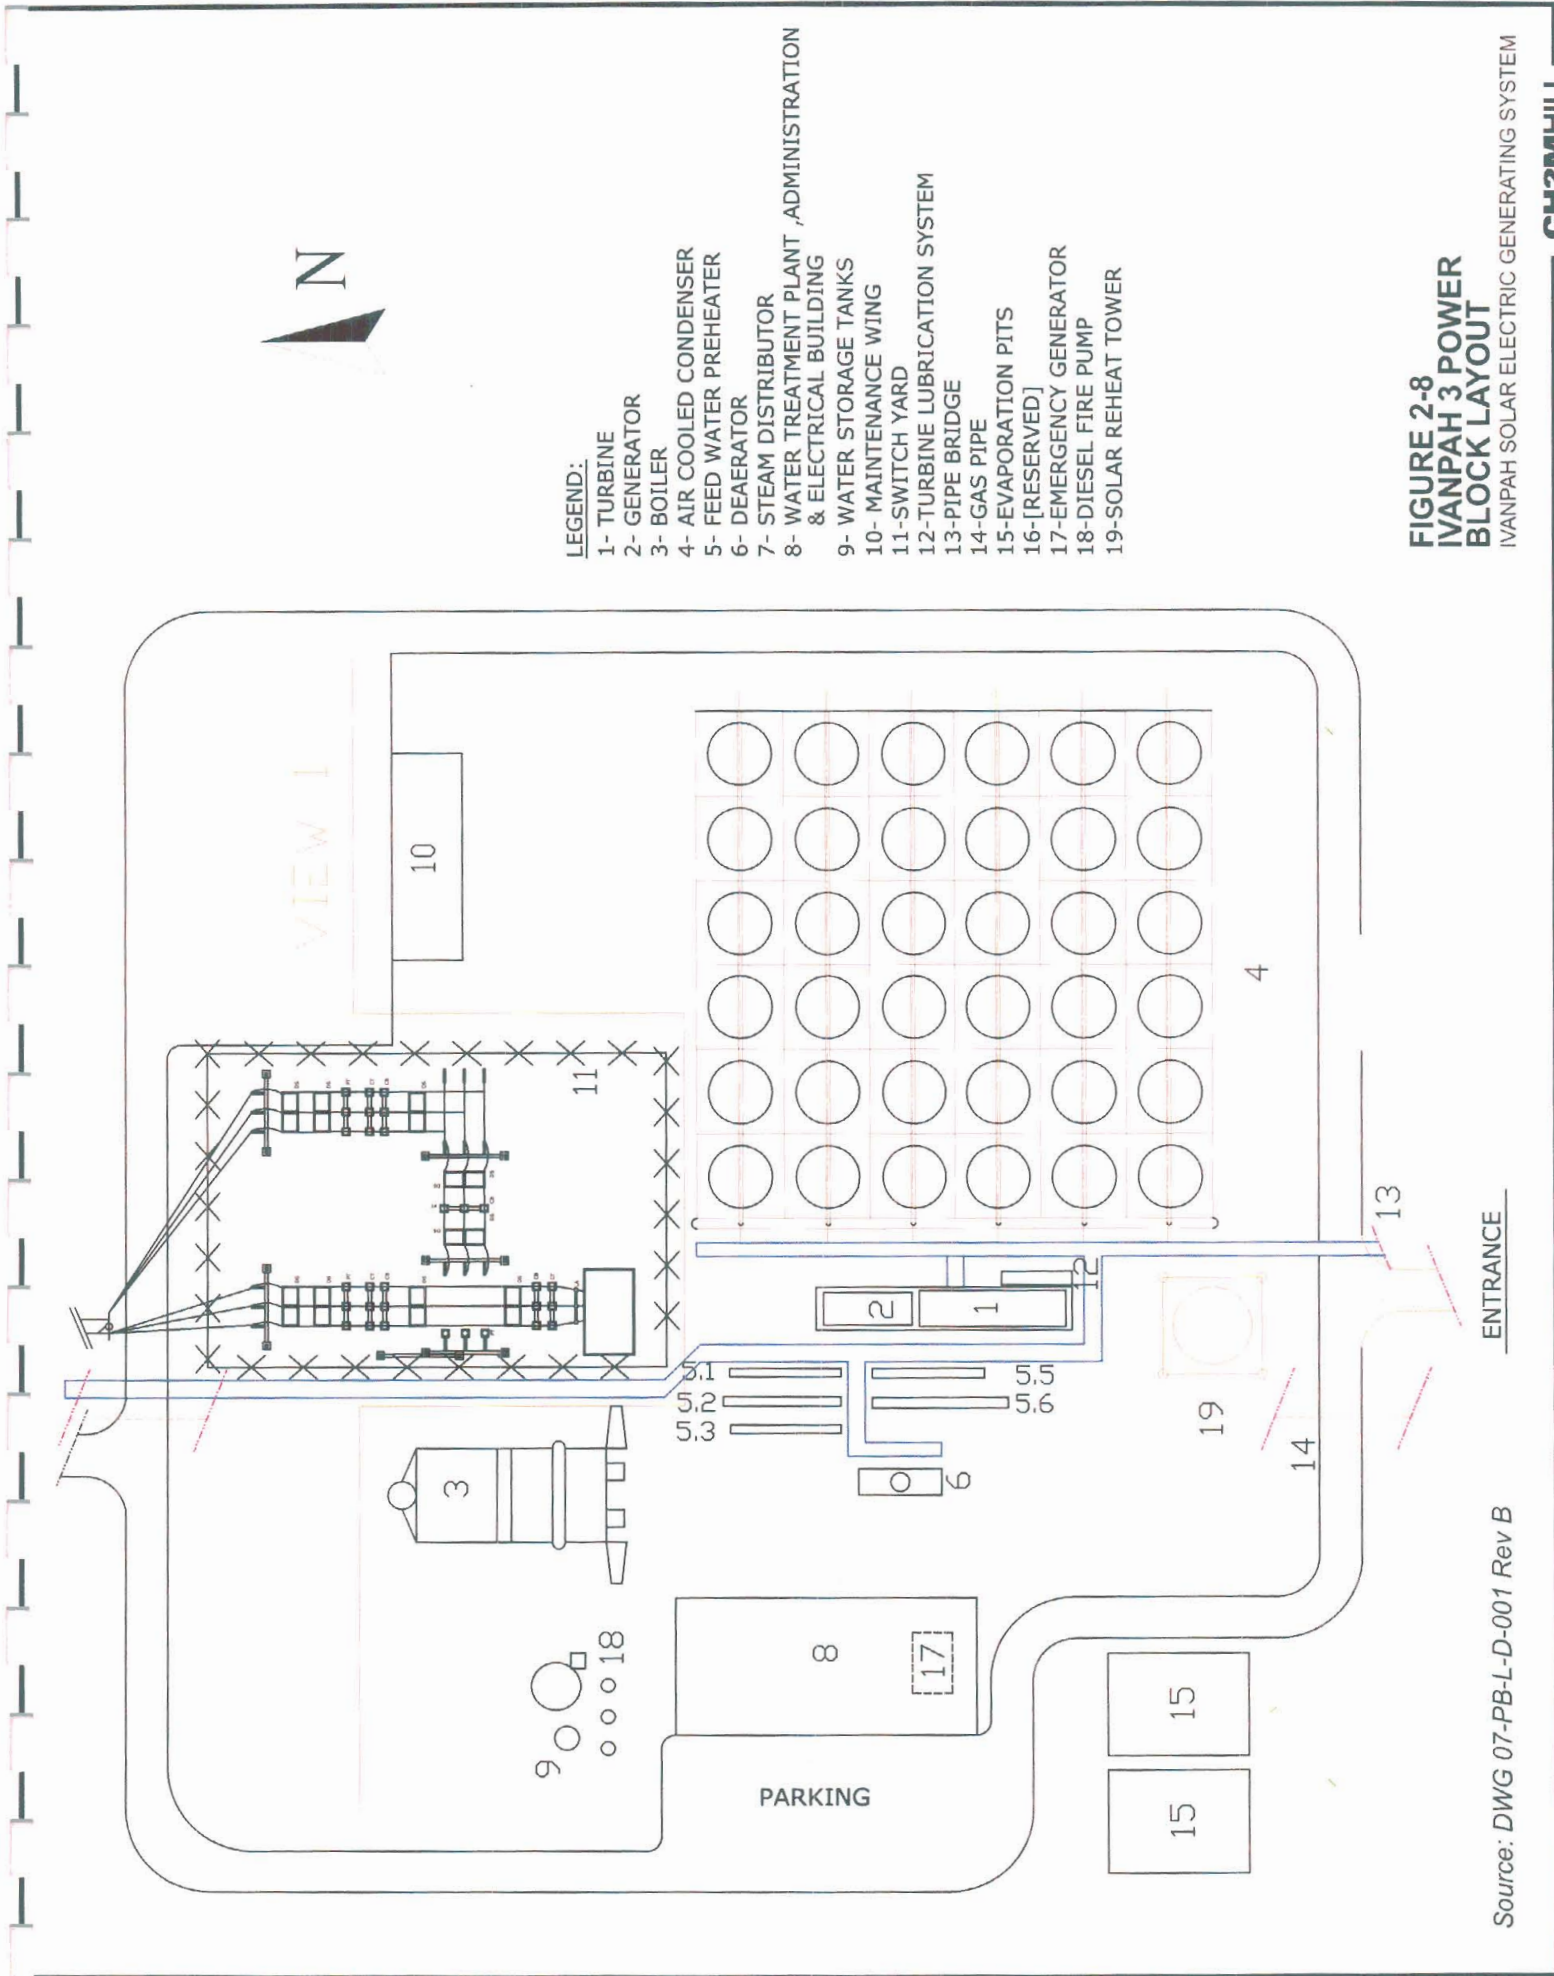 N
LEGEND:
1- TURBINE
2- GENERATOR
3- BOILER
4- AIR COOLED CONDENSER
5- FEED WATER PREHEATER
6- DEAERATOR
7- STEAM DISTRIBUTOR
8- WATER TREATMENT PLANT ,ADMINISTRATION
& ELECTRICAL BUILDING
9- WATER STORAGE TANKS
10- MAINTENANCE WING
11-SWITCH YARD
12-TURBINE LUBRICATION SYSTEM
13-PIPE BRIDGE
14-GAS PIPE
15-EVAPORATION PITS
16-[RESERVED]
17-EMERGENCY GENERATOR
18-DIESEL FIRE PUMP
19-SOLAR REHEAT TOWER
VIEW 1
10
11
3
18
9
5.1
5.2
5.3
5.5
5.6
2
1
12
6
8
17
PARKING
4
19
14
13
15
15
ENTRANCE
Source: DWG 07-PB-L-D-001 Rev B
FIGURE 2-8
IVANPAH 3 POWER
BLOCK LAYOUT
IVANPAH SOLAR ELECTRIC GENERATING SYSTEM
CH2MHILL